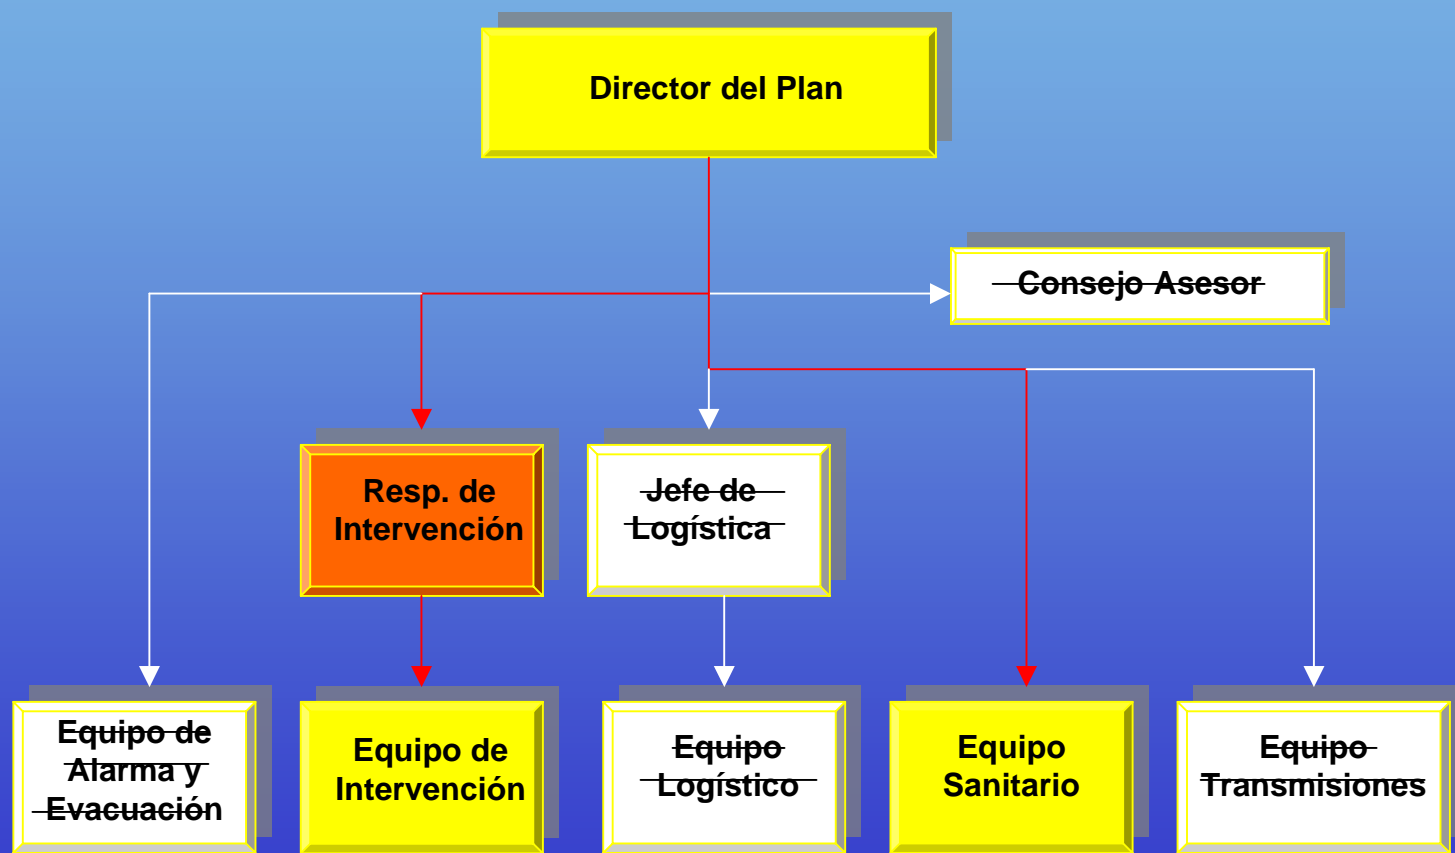 Director del Plan
Consejo Asesor
Resp. de
Intervención
Jefe de
Logística
Equipo de
Alarma y
Evacuación
Equipo de
Intervención
Equipo
Logístico
Equipo
Sanitario
Equipo
Transmisiones